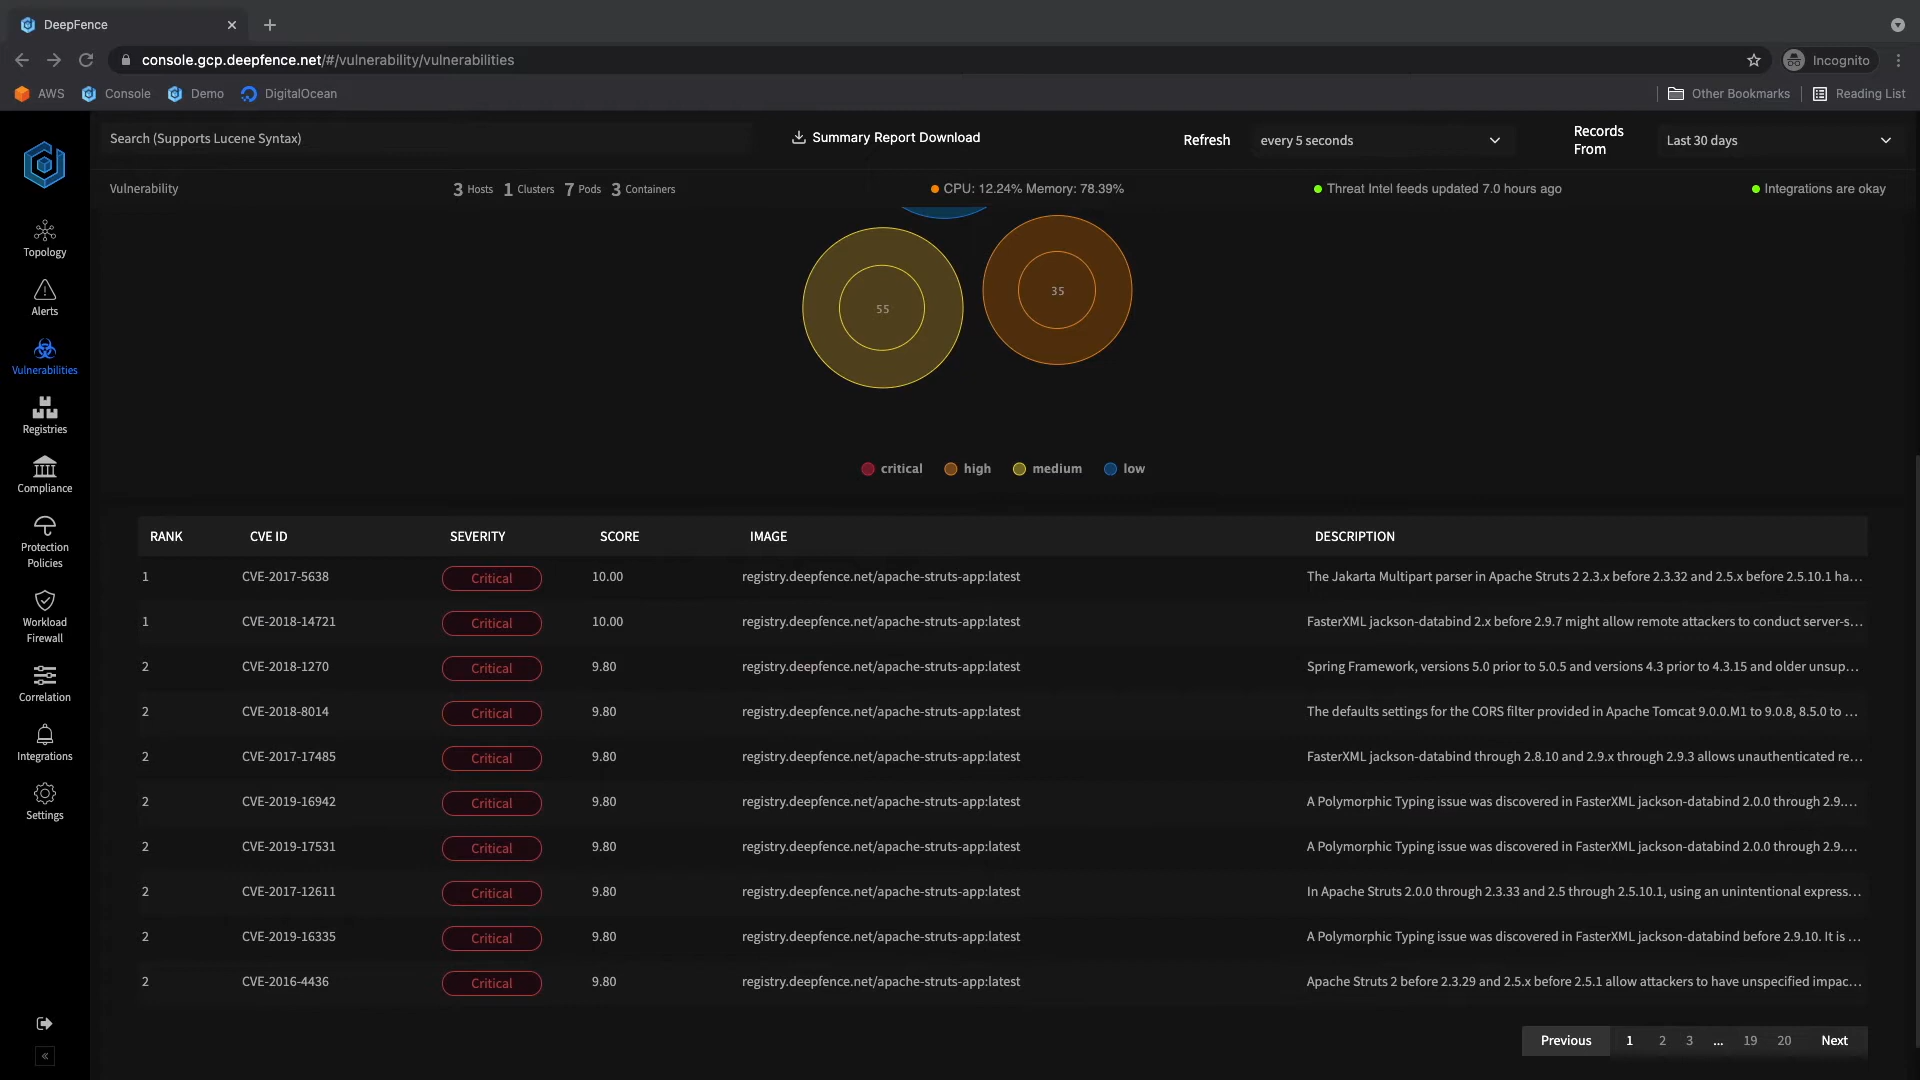 DeepFence
console.gcp.deepfence.net/#/vulnerability/vulnerabilities
Incognito
AWS Console Demo DigitalOcean Other Bookmarks Reading List
Search (Supports Lucene Syntax) Summary Report Download Refresh every 5 seconds Records From Last 30 days
Vulnerability 3 Hosts 1 Clusters 7 Pods 3 Containers CPU: 12.24% Memory: 78.39% Threat Intel feeds updated 7.0 hours ago Integrations are okay
Topology
Alerts
Vulnerabilities
Registries
Compliance
Protection
Policies
Workload
Firewall
Correlation
Integrations
Settings
«
55
35
critical high medium low
RANK CVE ID SEVERITY SCORE IMAGE DESCRIPTION
1 CVE-2017-5638 Critical 10.00 registry.deepfence.net/apache-struts-app:latest The Jakarta Multipart parser in Apache Struts 2 2.3.x before 2.3.32 and 2.5.x before 2.5.10.1 ha...
1 CVE-2018-14721 Critical 10.00 registry.deepfence.net/apache-struts-app:latest FasterXML jackson-databind 2.x before 2.9.7 might allow remote attackers to conduct server-s...
2 CVE-2018-1270 Critical 9.80 registry.deepfence.net/apache-struts-app:latest Spring Framework, versions 5.0 prior to 5.0.5 and versions 4.3 prior to 4.3.15 and older unsup...
2 CVE-2018-8014 Critical 9.80 registry.deepfence.net/apache-struts-app:latest The defaults settings for the CORS filter provided in Apache Tomcat 9.0.0.M1 to 9.0.8, 8.5.0 to ...
2 CVE-2017-17485 Critical 9.80 registry.deepfence.net/apache-struts-app:latest FasterXML jackson-databind through 2.8.10 and 2.9.x through 2.9.3 allows unauthenticated re...
2 CVE-2019-16942 Critical 9.80 registry.deepfence.net/apache-struts-app:latest A Polymorphic Typing issue was discovered in FasterXML jackson-databind 2.0.0 through 2.9....
2 CVE-2019-17531 Critical 9.80 registry.deepfence.net/apache-struts-app:latest A Polymorphic Typing issue was discovered in FasterXML jackson-databind 2.0.0 through 2.9....
2 CVE-2017-12611 Critical 9.80 registry.deepfence.net/apache-struts-app:latest In Apache Struts 2.0.0 through 2.3.33 and 2.5 through 2.5.10.1, using an unintentional express...
2 CVE-2019-16335 Critical 9.80 registry.deepfence.net/apache-struts-app:latest A Polymorphic Typing issue was discovered in FasterXML jackson-databind before 2.9.10. It is ...
2 CVE-2016-4436 Critical 9.80 registry.deepfence.net/apache-struts-app:latest Apache Struts 2 before 2.3.29 and 2.5.x before 2.5.1 allow attackers to have unspecified impac...
Previous 1 2 3 ... 19 20 Next